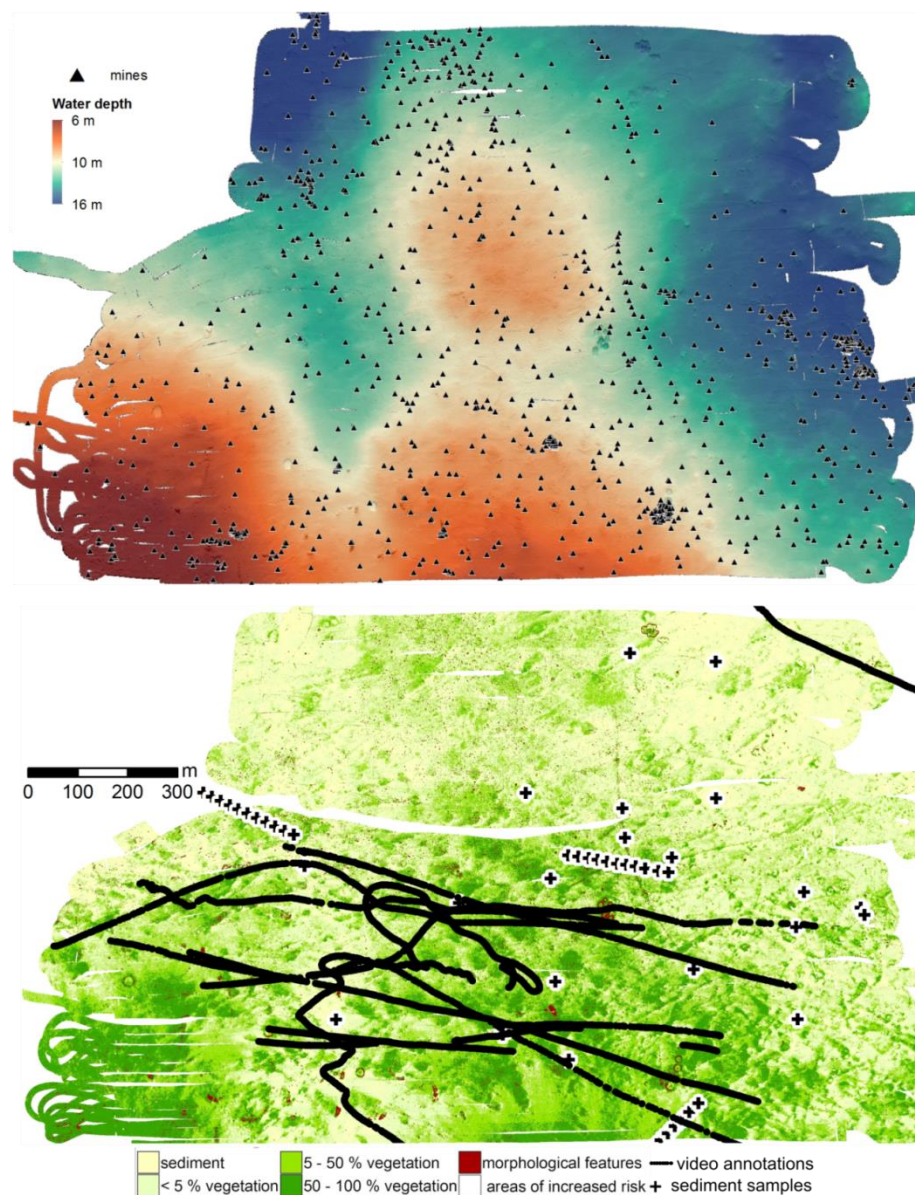 mines
Water depth
6 m
10 m
16 m
m
0 100 200 300
sediment 5 - 50 % vegetation morphological features video annotations
< 5 % vegetation 50 - 100 % vegetation areas of increased risk sediment samples